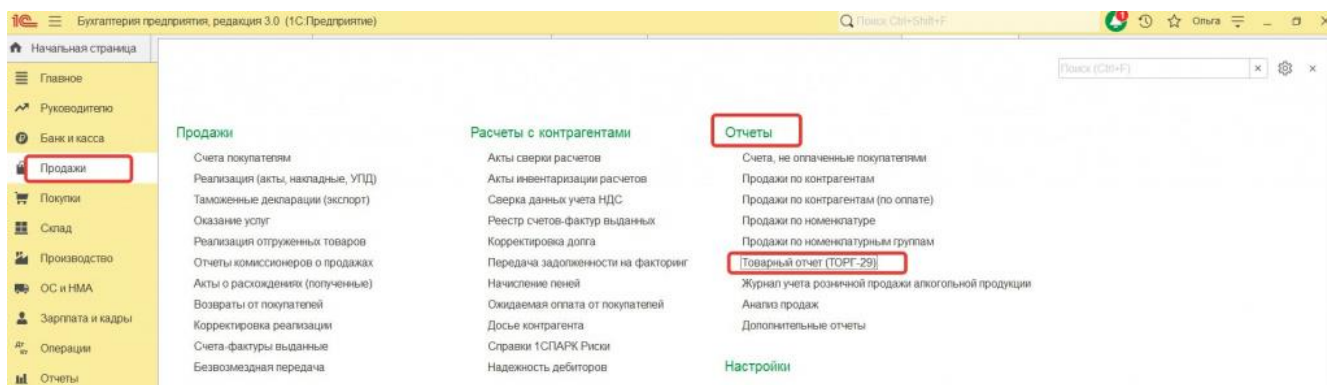 1С Бухгалтерия предприятия, редакция 3.0 (1С:Предприятие) Поиск Ctrl+Shift+F Ольга
Начальная страница
Поиск (Ctrl+F)
Главное
Руководителю
Банк и касса
Продажи
Покупки
Склад
Производство
ОС и НМА
Зарплата и кадры
Операции
Отчеты
Продажи
Счета покупателям
Реализация (акты, накладные, УПД)
Таможенные декларации (экспорт)
Оказание услуг
Реализация отгруженных товаров
Отчеты комиссионеров о продажах
Акты о расхождениях (полученные)
Возвраты от покупателей
Корректировка реализации
Счета-фактуры выданные
Безвозмездная передача
Расчеты с контрагентами
Акты сверки расчетов
Акты инвентаризации расчетов
Сверка данных учета НДС
Реестр счетов-фактур выданных
Корректировка долга
Передача задолженности на факторинг
Начисление пеней
Ожидаемая оплата от покупателей
Досье контрагента
Справки 1СПАРК Риски
Надежность дебиторов
Отчеты
Счета, не оплаченные покупателями
Продажи по контрагентам
Продажи по контрагентам (по оплате)
Продажи по номенклатуре
Продажи по номенклатурным группам
Товарный отчет (ТОРГ-29)
Журнал учета розничной продажи алкогольной продукции
Анализ продаж
Дополнительные отчеты
Настройки